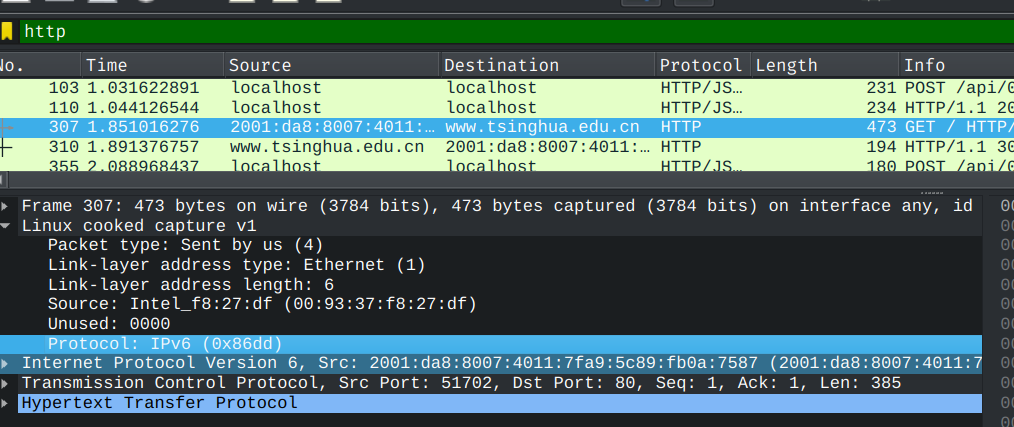 http
No. Time Source Destination Protocol Length Info
103 1.031622891 localhost localhost HTTP/JS… 231 POST /api/0
110 1.044126544 localhost localhost HTTP/JS… 234 HTTP/1.1 20
307 1.851016276 2001:da8:8007:4011:… www.tsinghua.edu.cn HTTP 473 GET / HTTP/
310 1.891376757 www.tsinghua.edu.cn 2001:da8:8007:4011:… HTTP 194 HTTP/1.1 30
355 2.088968437 localhost localhost HTTP/JS… 180 POST /api/0
Frame 307: 473 bytes on wire (3784 bits), 473 bytes captured (3784 bits) on interface any, id
Linux cooked capture v1
Packet type: Sent by us (4)
Link-layer address type: Ethernet (1)
Link-layer address length: 6
Source: Intel_f8:27:df (00:93:37:f8:27:df)
Unused: 0000
Protocol: IPv6 (0x86dd)
Internet Protocol Version 6, Src: 2001:da8:8007:4011:7fa9:5c89:fb0a:7587 (2001:da8:8007:4011:7
Transmission Control Protocol, Src Port: 51702, Dst Port: 80, Seq: 1, Ack: 1, Len: 385
Hypertext Transfer Protocol